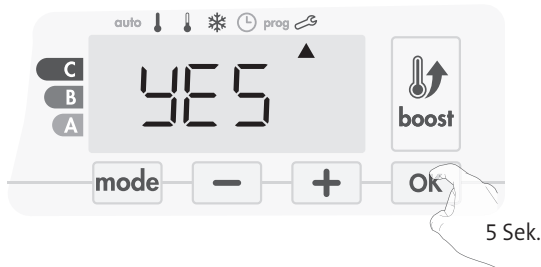 auto prog
C
B
A
YES
boost
mode − + OK
5 Sek.